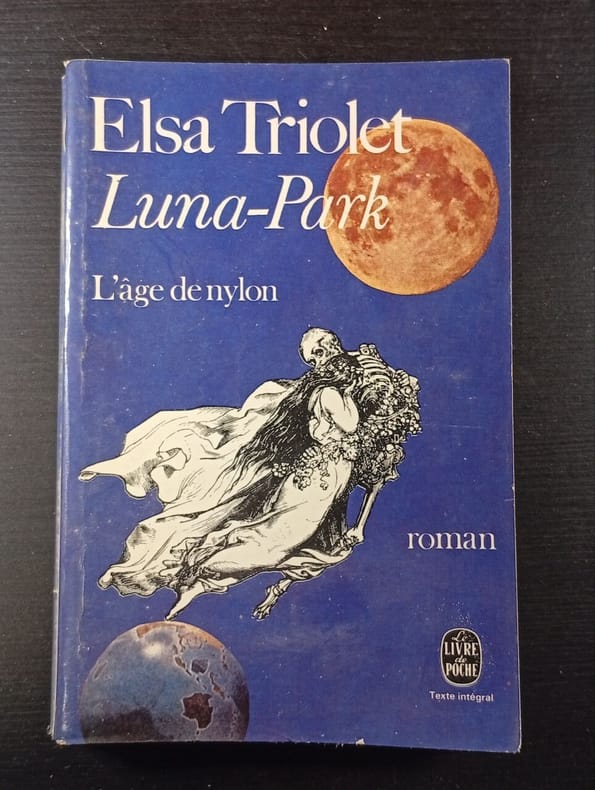 Elsa Triolet
Luna-Park
L'âge de nylon
roman
Le
LIVRE
de
POCHE
Texte intégral